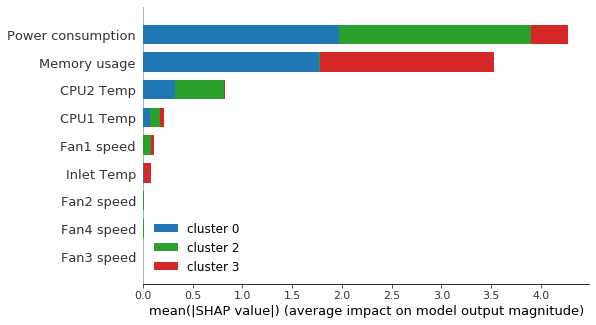 Power consumption
Memory usage
CPU2 Temp
CPU1 Temp
Fan1 speed
Inlet Temp
Fan2 speed
Fan4 speed
Fan3 speed
cluster 0
cluster 2
cluster 3
0.0 0.5 1.0 1.5 2.0 2.5 3.0 3.5 4.0
mean(|SHAP value|) (average impact on model output magnitude)